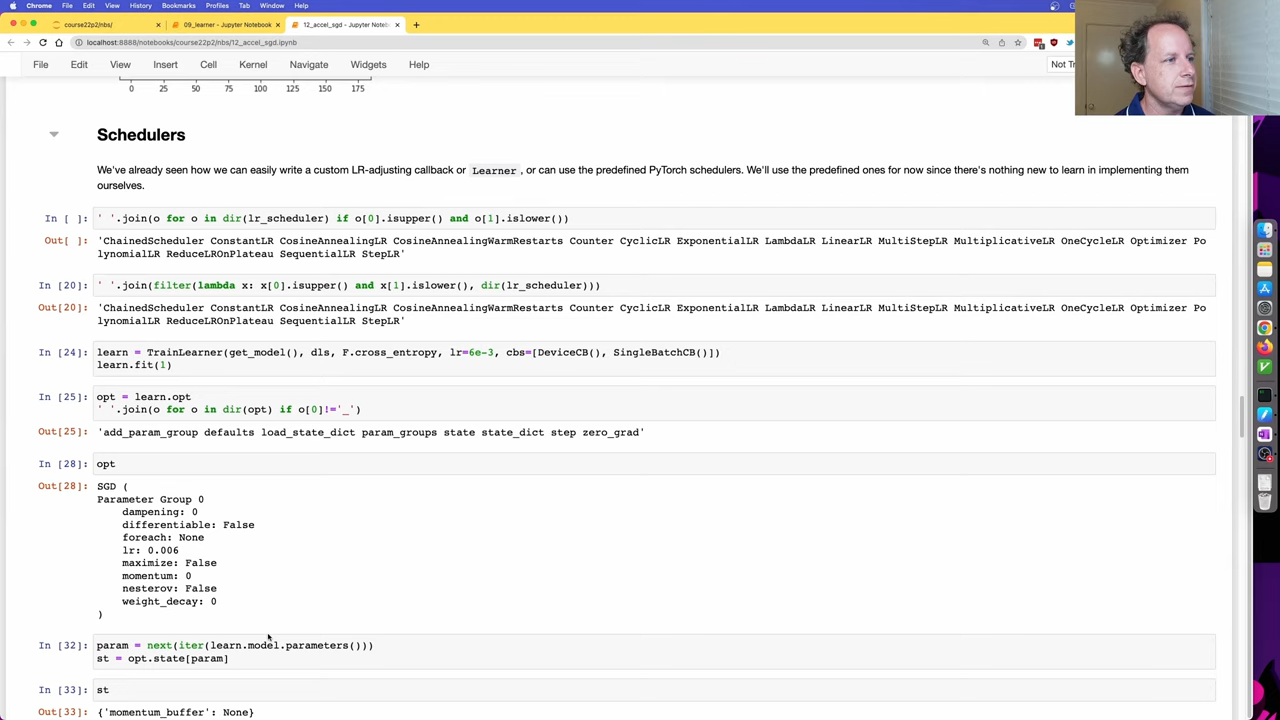 Chrome File Edit View History Bookmarks Profiles Tab Window Help
course22p2/nbs/ 09_learner - Jupyter Notebook 12_accel_sgd - Jupyter Noteb
localhost:8888/notebooks/course22p2/nbs/12_accel_sgd.ipynb
File Edit View Insert Cell Kernel Navigate Widgets Help Not Tr
0 25 50 75 100 125 150 175
Schedulers
We've already seen how we can easily write a custom LR-adjusting callback or Learner, or can use the predefined PyTorch schedulers. We'll use the predefined ones for now since there's nothing new to learn in implementing them
ourselves.
In [ ]: ' '.join(o for o in dir(lr_scheduler) if o[0].isupper() and o[1].islower())
Out[ ]: 'ChainedScheduler ConstantLR CosineAnnealingLR CosineAnnealingWarmRestarts Counter CyclicLR ExponentialLR LambdaLR LinearLR MultiStepLR MultiplicativeLR OneCycleLR Optimizer Po
lynomialLR ReduceLROnPlateau SequentialLR StepLR'
In [20]: ' '.join(filter(lambda x: x[0].isupper() and x[1].islower(), dir(lr_scheduler)))
Out[20]: 'ChainedScheduler ConstantLR CosineAnnealingLR CosineAnnealingWarmRestarts Counter CyclicLR ExponentialLR LambdaLR LinearLR MultiStepLR MultiplicativeLR OneCycleLR Optimizer Po
lynomialLR ReduceLROnPlateau SequentialLR StepLR'
In [24]: learn = TrainLearner(get_model(), dls, F.cross_entropy, lr=6e-3, cbs=[DeviceCB(), SingleBatchCB()])
learn.fit(1)
In [25]: opt = learn.opt
' '.join(o for o in dir(opt) if o[0]!='_')
Out[25]: 'add_param_group defaults load_state_dict param_groups state state_dict step zero_grad'
In [28]: opt
Out[28]: SGD (
Parameter Group 0
dampening: 0
differentiable: False
foreach: None
lr: 0.006
maximize: False
momentum: 0
nesterov: False
weight_decay: 0
)
In [32]: param = next(iter(learn.model.parameters()))
st = opt.state[param]
In [33]: st
Out[33]: {'momentum_buffer': None}